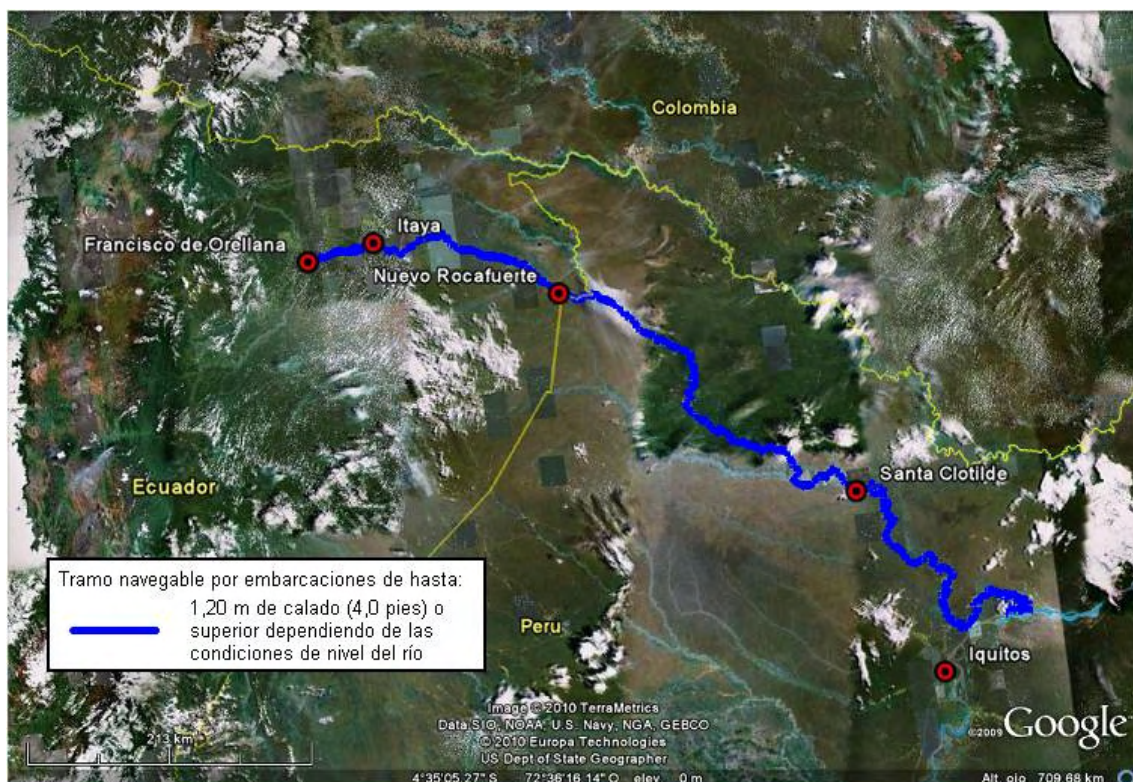 Colombia
Itaya
Francisco de Orellana
Nuevo Rocafuerte
Santa Clotilde
Ecuador
Tramo navegable por embarcaciones de hasta:
1,20 m de calado (4,0 pies) o
superior dependiendo de las
condiciones de nivel del río
Peru
Iquitos
Image © 2010 TerraMetrics
Data SIO, NOAA, U.S. Navy, NGA, GEBCO
© 2010 Europa Technologies
US Dept of State Geographer
©2009 Google
213 km
4°35'05.27" S 72°36'16.14" O elev. 0 m
Alt. ojo 709.68 km